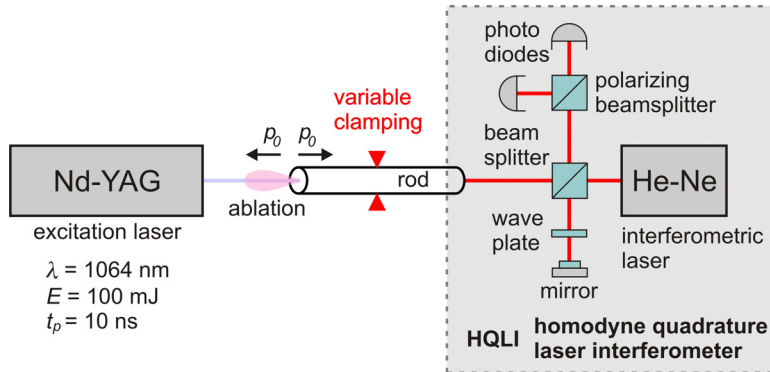 photo
diodes
polarizing
beamsplitter
variable
clamping
beam
splitter
p₀ p₀
Nd-YAG
rod
He-Ne
ablation
excitation laser
wave
plate
interferometric
laser
λ = 1064 nm
E = 100 mJ
tₚ = 10 ns
mirror
HQLI homodyne quadrature
laser interferometer